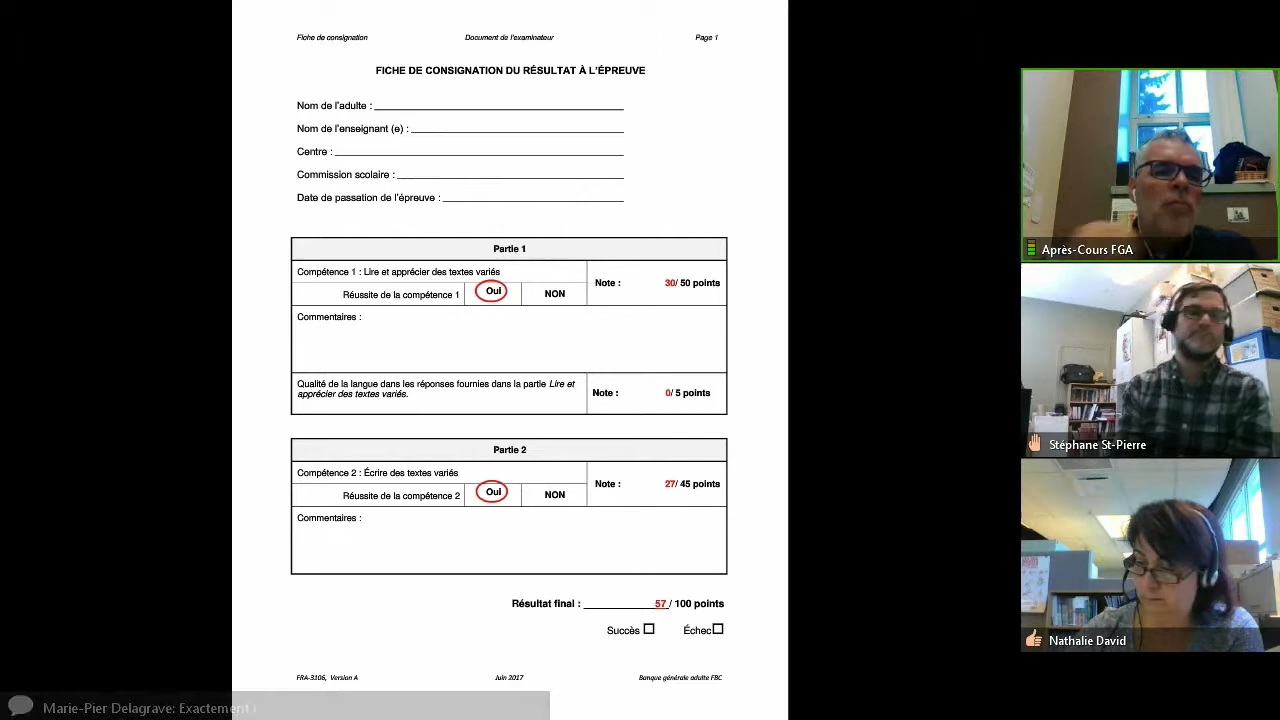 Fiche de consignation Document de l'examinateur Page 1
FICHE DE CONSIGNATION DU RÉSULTAT À L'ÉPREUVE
Nom de l'adulte :
Nom de l'enseignant (e) :
Centre :
Commission scolaire :
Date de passation de l'épreuve :
Partie 1
Compétence 1 : Lire et apprécier des textes variés
Réussite de la compétence 1 Oui NON
Note : 30/ 50 points
Commentaires :
Qualité de la langue dans les réponses fournies dans la partie Lire et
apprécier des textes variés.
Note : 0/ 5 points
Partie 2
Compétence 2 : Écrire des textes variés
Réussite de la compétence 2 Oui NON
Note : 27/ 45 points
Commentaires :
Résultat final : 57 / 100 points
Succès Échec
FRA-3106, Version A Juin 2017 Banque générale adulte FBC
Après-Cours FGA
Stéphane St-Pierre
Nathalie David
Marie-Pier Delagrave: Exactement !